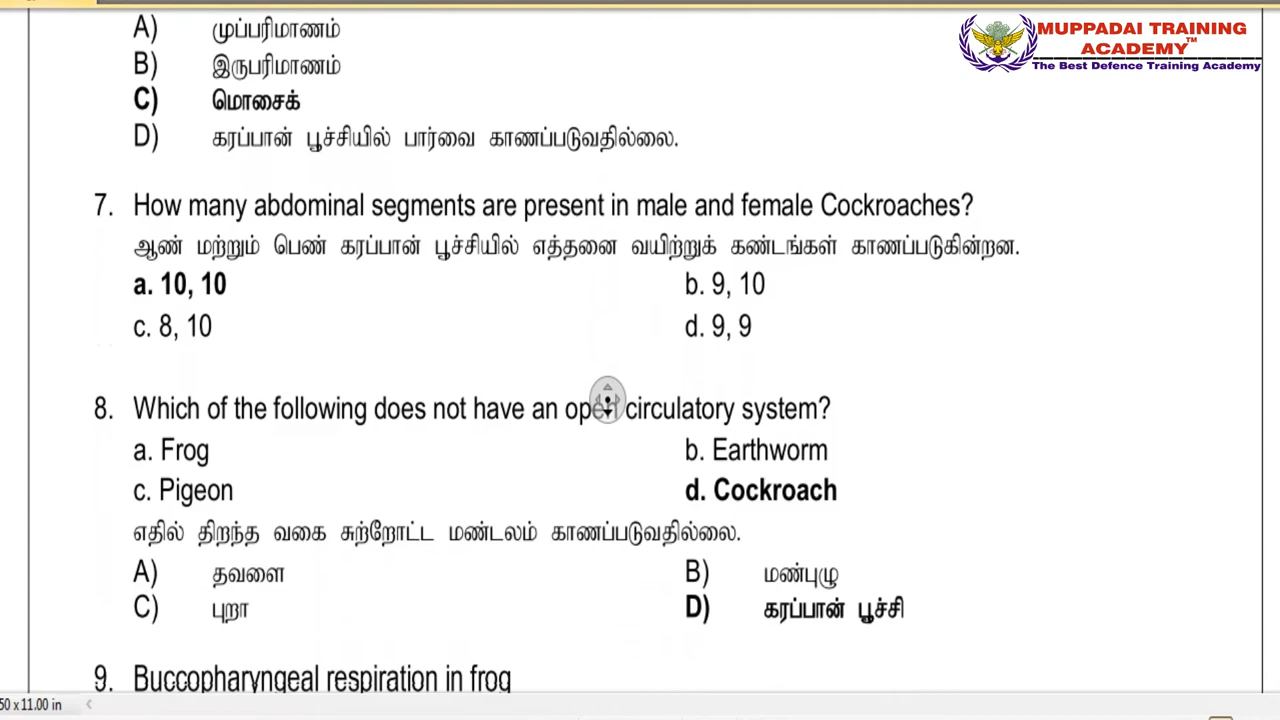 A) முப்பரிமாணம்
MUPPADAI TRAINING
ACADEMY™
The Best Defence Training Academy
B) இருபரிமாணம்
C) மொசைக்
D) கரப்பான் பூச்சியில் பார்வை காணப்படுவதில்லை.
7. How many abdominal segments are present in male and female Cockroaches?
ஆண் மற்றும் பெண் கரப்பான் பூச்சியில் எத்தனை வயிற்றுக் கண்டங்கள் காணப்படுகின்றன.
a. 10, 10 b. 9, 10
c. 8, 10 d. 9, 9
8. Which of the following does not have an open circulatory system?
a. Frog b. Earthworm
c. Pigeon d. Cockroach
எதில் திறந்த வகை சுற்றோட்ட மண்டலம் காணப்படுவதில்லை.
A) தவளை B) மண்புழு
C) புறா D) கரப்பான் பூச்சி
9. Buccopharyngeal respiration in frog
50 x 11.00 in